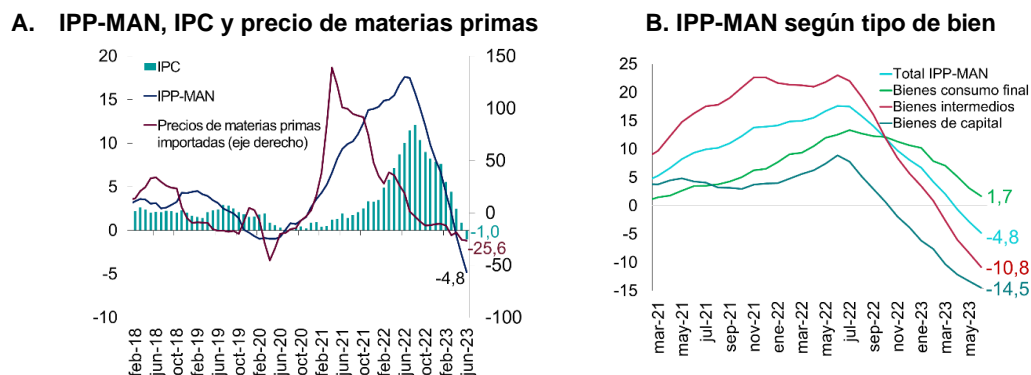 A. IPP-MAN, IPC y precio de materias primas
20
15
10
5
0
-5
-10
150
100
50
0
-50
-100
IPC
IPP-MAN
Precios de materias primas
importadas (eje derecho)
-1,0
-25,6
-4,8
feb-18
jun-18
oct-18
feb-19
jun-19
oct-19
feb-20
jun-20
oct-20
feb-21
jun-21
oct-21
feb-22
jun-22
oct-22
feb-23
jun-23
B. IPP-MAN según tipo de bien
25
20
15
10
5
0
-5
-10
-15
Total IPP-MAN
Bienes consumo final
Bienes intermedios
Bienes de capital
1,7
-4,8
-10,8
-14,5
mar-21
may-21
jul-21
sep-21
nov-21
ene-22
mar-22
may-22
jul-22
sep-22
nov-22
ene-23
mar-23
may-23